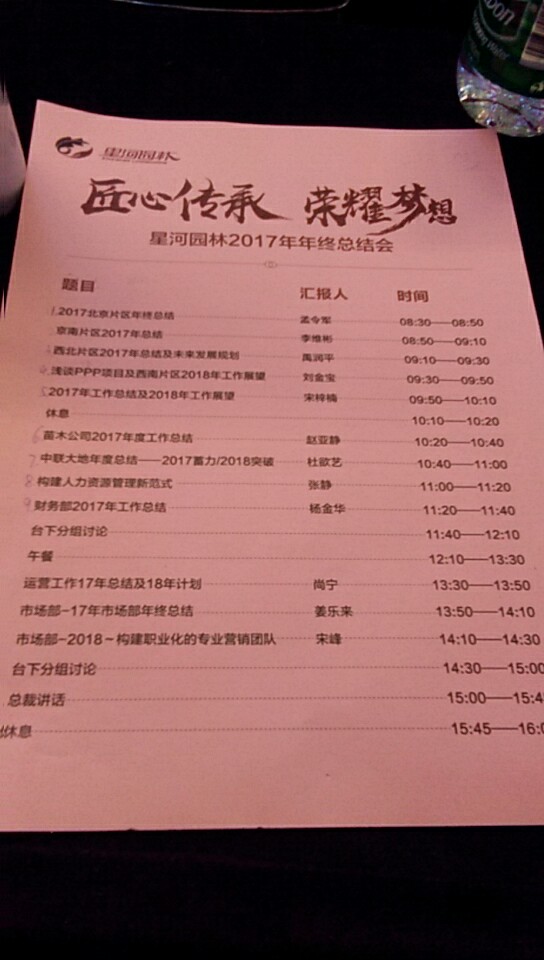 星河园林
匠心传承 荣耀梦想
星河园林2017年年终总结会
题目 汇报人 时间
1 2017北京片区年终总结 孟令军 08:30——08:50
京南片区2017年总结 李维彬 08:50——09:10
西北片区2017年总结及未来发展规划 禹润平 09:10——09:30
浅谈PPP项目及西南片区2018年工作展望 刘金宝 09:30——09:50
2017年工作总结及2018年工作展望 宋梓楠 09:50——10:10
休息 10:10——10:20
苗木公司2017年度工作总结 赵亚静 10:20——10:40
7 中联大地年度总结——2017蓄力/2018突破 杜歆艺 10:40——11:00
8 构建人力资源管理新范式 张静 11:00——11:20
9 财务部2017年工作总结 杨金华 11:20——11:40
台下分组讨论 11:40——12:10
午餐 12:10——13:30
运营工作17年总结及18年计划 尚宁 13:30——13:50
市场部-17年市场部年终总结 姜乐来 13:50——14:10
市场部-2018-构建职业化的专业营销团队 宋峰 14:10——14:30
台下分组讨论 14:30——15:00
总裁讲话 15:00——15:4
休息 15:45——16:0